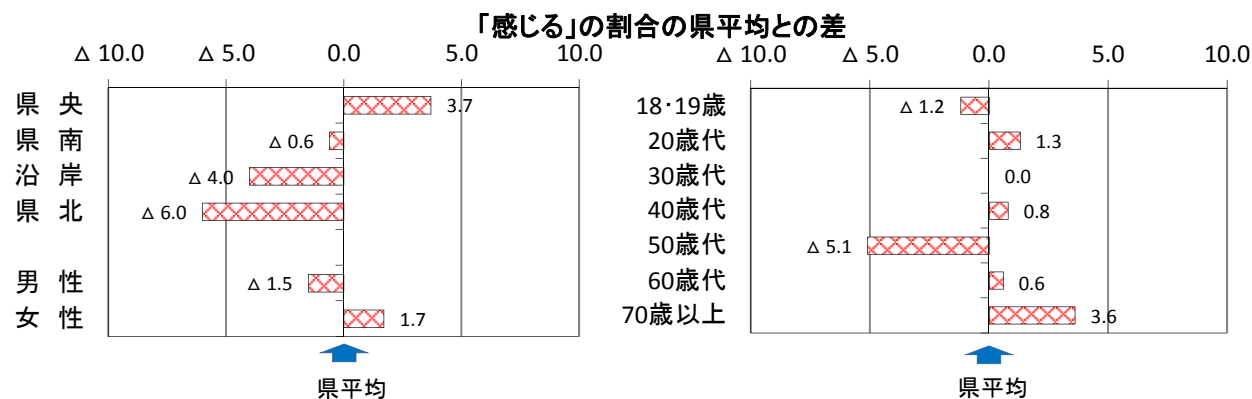 「感じる」の割合の県平均との差
△ 10.0 △ 5.0 0.0 5.0 10.0
県 央 3.7
県 南 △ 0.6
沿 岸 △ 4.0
県 北 △ 6.0
男 性 △ 1.5
女 性 1.7
県平均
△ 10.0 △ 5.0 0.0 5.0 10.0
18･19歳 △ 1.2
20歳代 1.3
30歳代 0.0
40歳代 0.8
50歳代 △ 5.1
60歳代 0.6
70歳以上 3.6
県平均